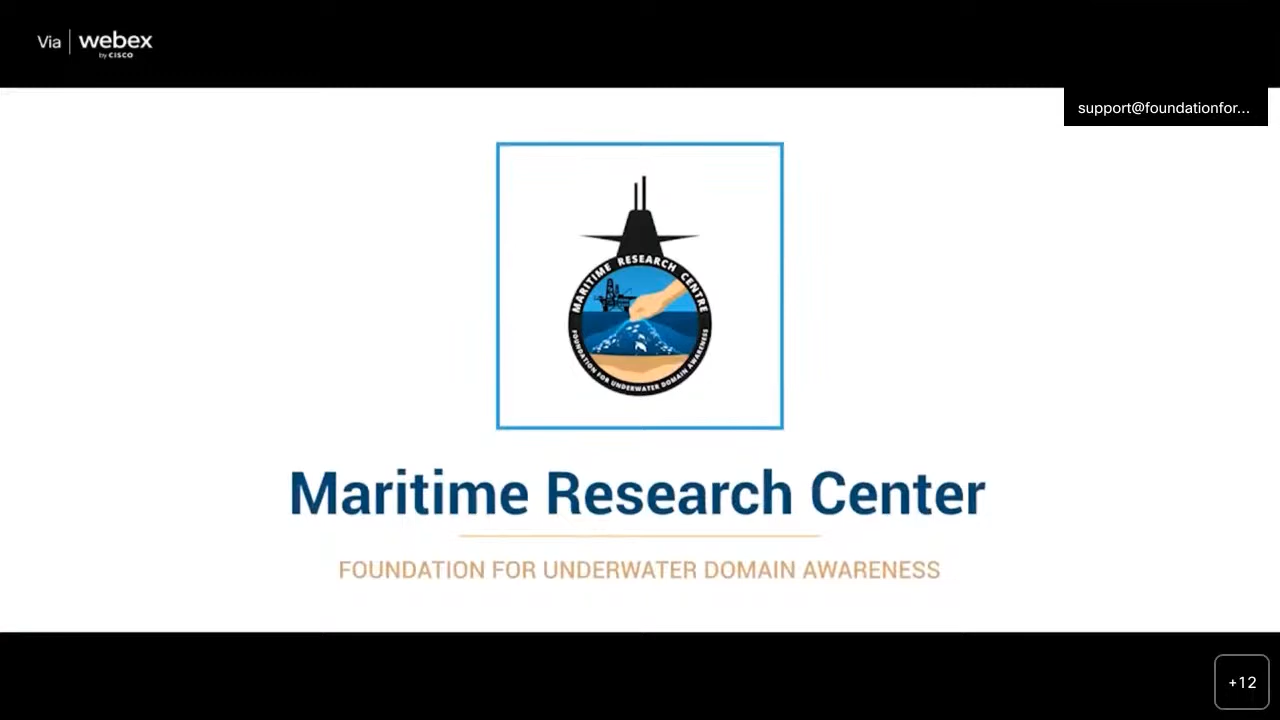 Via | webex
by CISCO
support@foundationfor...
MARITIME RESEARCH CENTRE
FOUNDATION FOR UNDERWATER DOMAIN AWARENESS
Maritime Research Center
FOUNDATION FOR UNDERWATER DOMAIN AWARENESS
+12